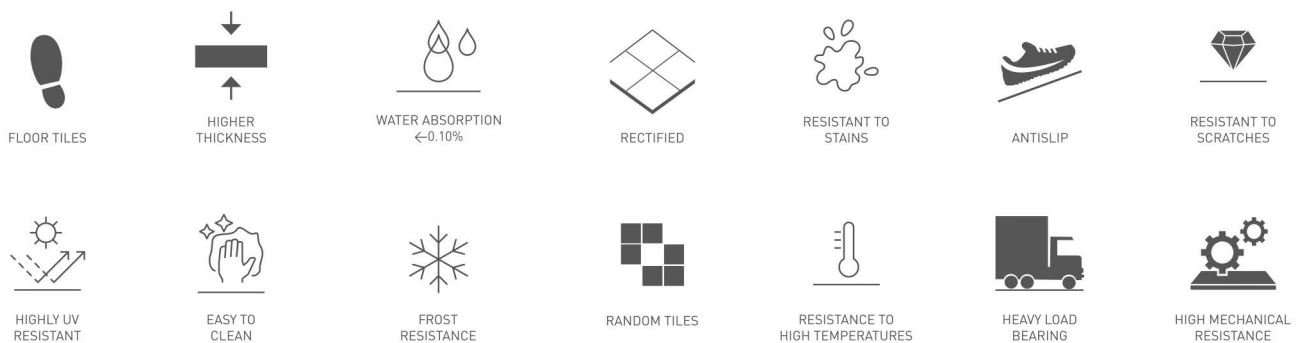 FLOOR TILES
HIGHER
THICKNESS
WATER ABSORPTION
←0.10%
RECTIFIED
RESISTANT TO
STAINS
ANTISLIP
RESISTANT TO
SCRATCHES
HIGHLY UV
RESISTANT
EASY TO
CLEAN
FROST
RESISTANCE
RANDOM TILES
RESISTANCE TO
HIGH TEMPERATURES
HEAVY LOAD
BEARING
HIGH MECHANICAL
RESISTANCE